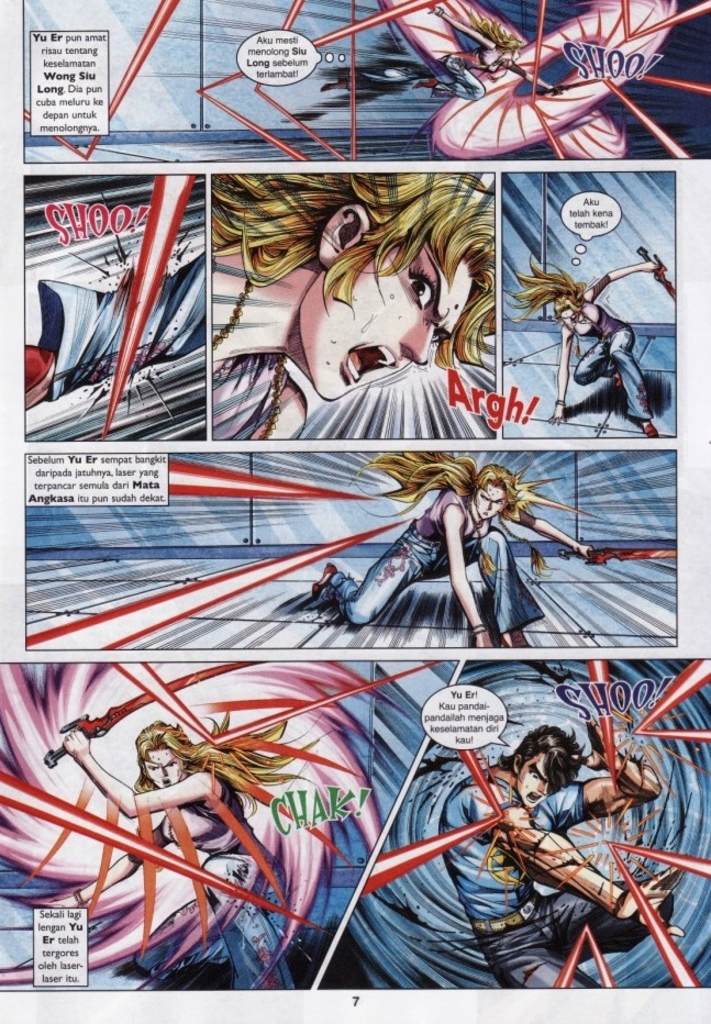 Yu Er pun amat
risau tentang
keselamatan
Wong Siu
Long. Dia pun
cuba meluru ke
depan untuk
menolongnya.
Aku mesti
menolong Siu
Long sebelum
terlambat!
SHOO!
SHOO!
Argh!
Aku
telah kena
tembak!
Sebelum Yu Er sempat bangkit
daripada jatuhnya, laser yang
terpancar semula dari Mata
Angkasa itu pun sudah dekat.
CHAK!
Sekali lagi
lengan Yu
Er telah
tergores
oleh laser-
laser itu.
Yu Er!
Kau pandai-
pandailah menjaga
keselamatan diri
kau!
SHOO!
7